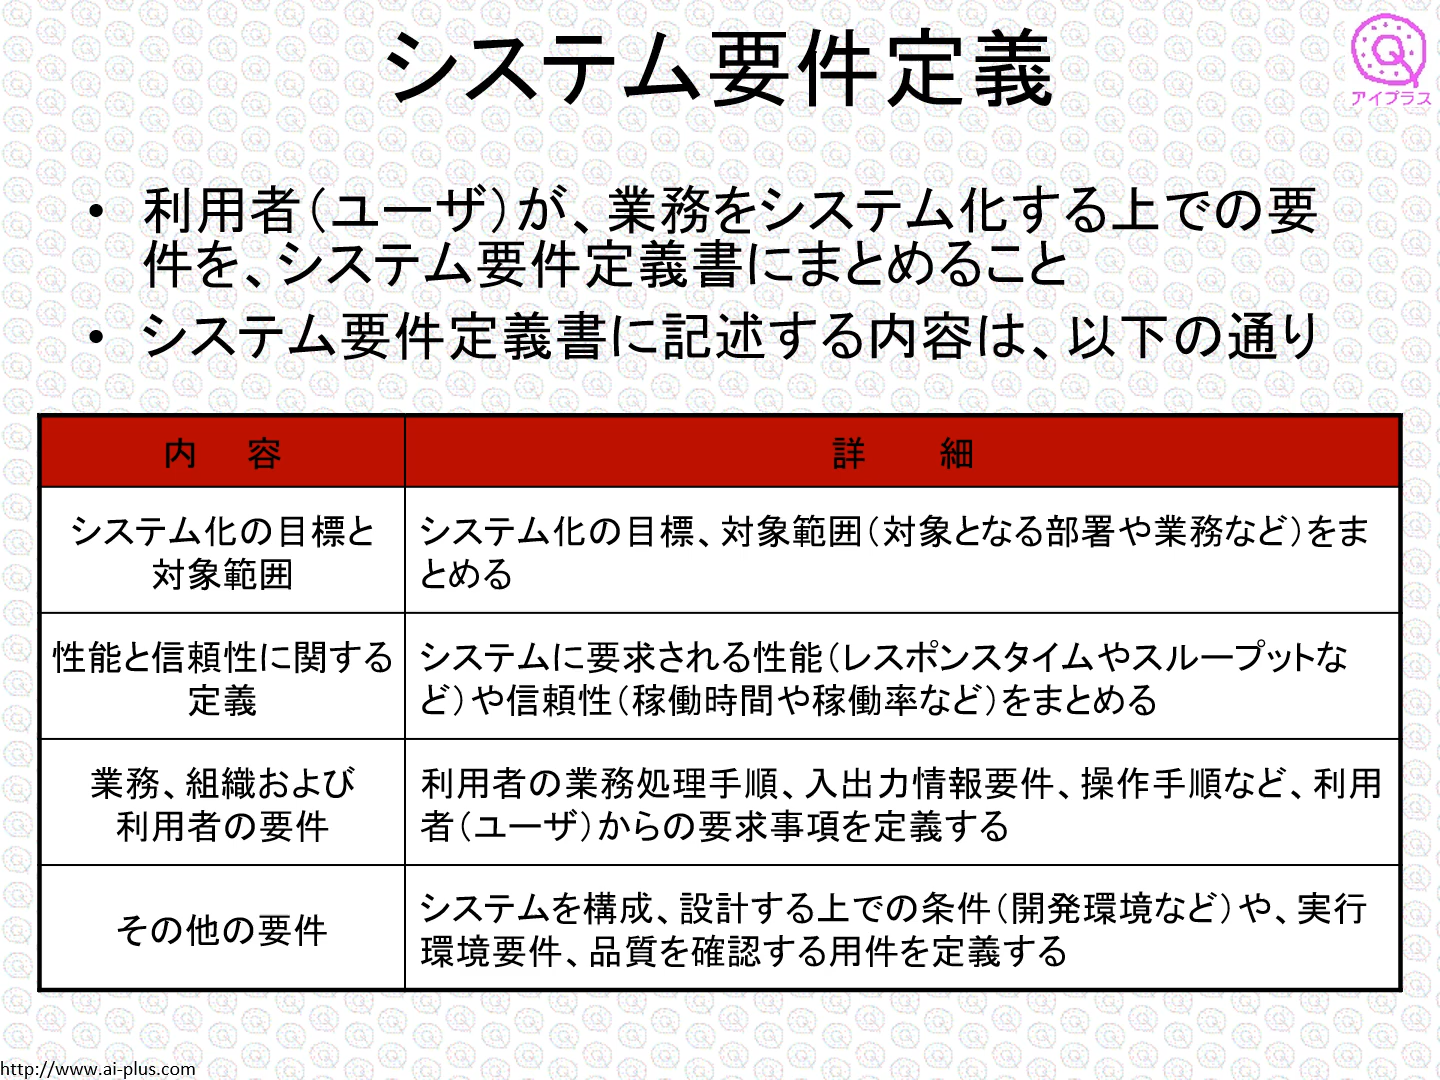 システム要件定義
アイプラス
• 利用者（ユーザ）が、業務をシステム化する上での要
件を、システム要件定義書にまとめること
• システム要件定義書に記述する内容は、以下の通り
内 容
詳 細
システム化の目標と
対象範囲
システム化の目標、対象範囲（対象となる部署や業務など）をま
とめる
性能と信頼性に関する
定義
システムに要求される性能（レスポンスタイムやスループットな
ど）や信頼性（稼働時間や稼働率など）をまとめる
業務、組織および
利用者の要件
利用者の業務処理手順、入出力情報要件、操作手順など、利用
者（ユーザ）からの要求事項を定義する
その他の要件
システムを構成、設計する上での条件（開発環境など）や、実行
環境要件、品質を確認する用件を定義する
http://www.ai-plus.com